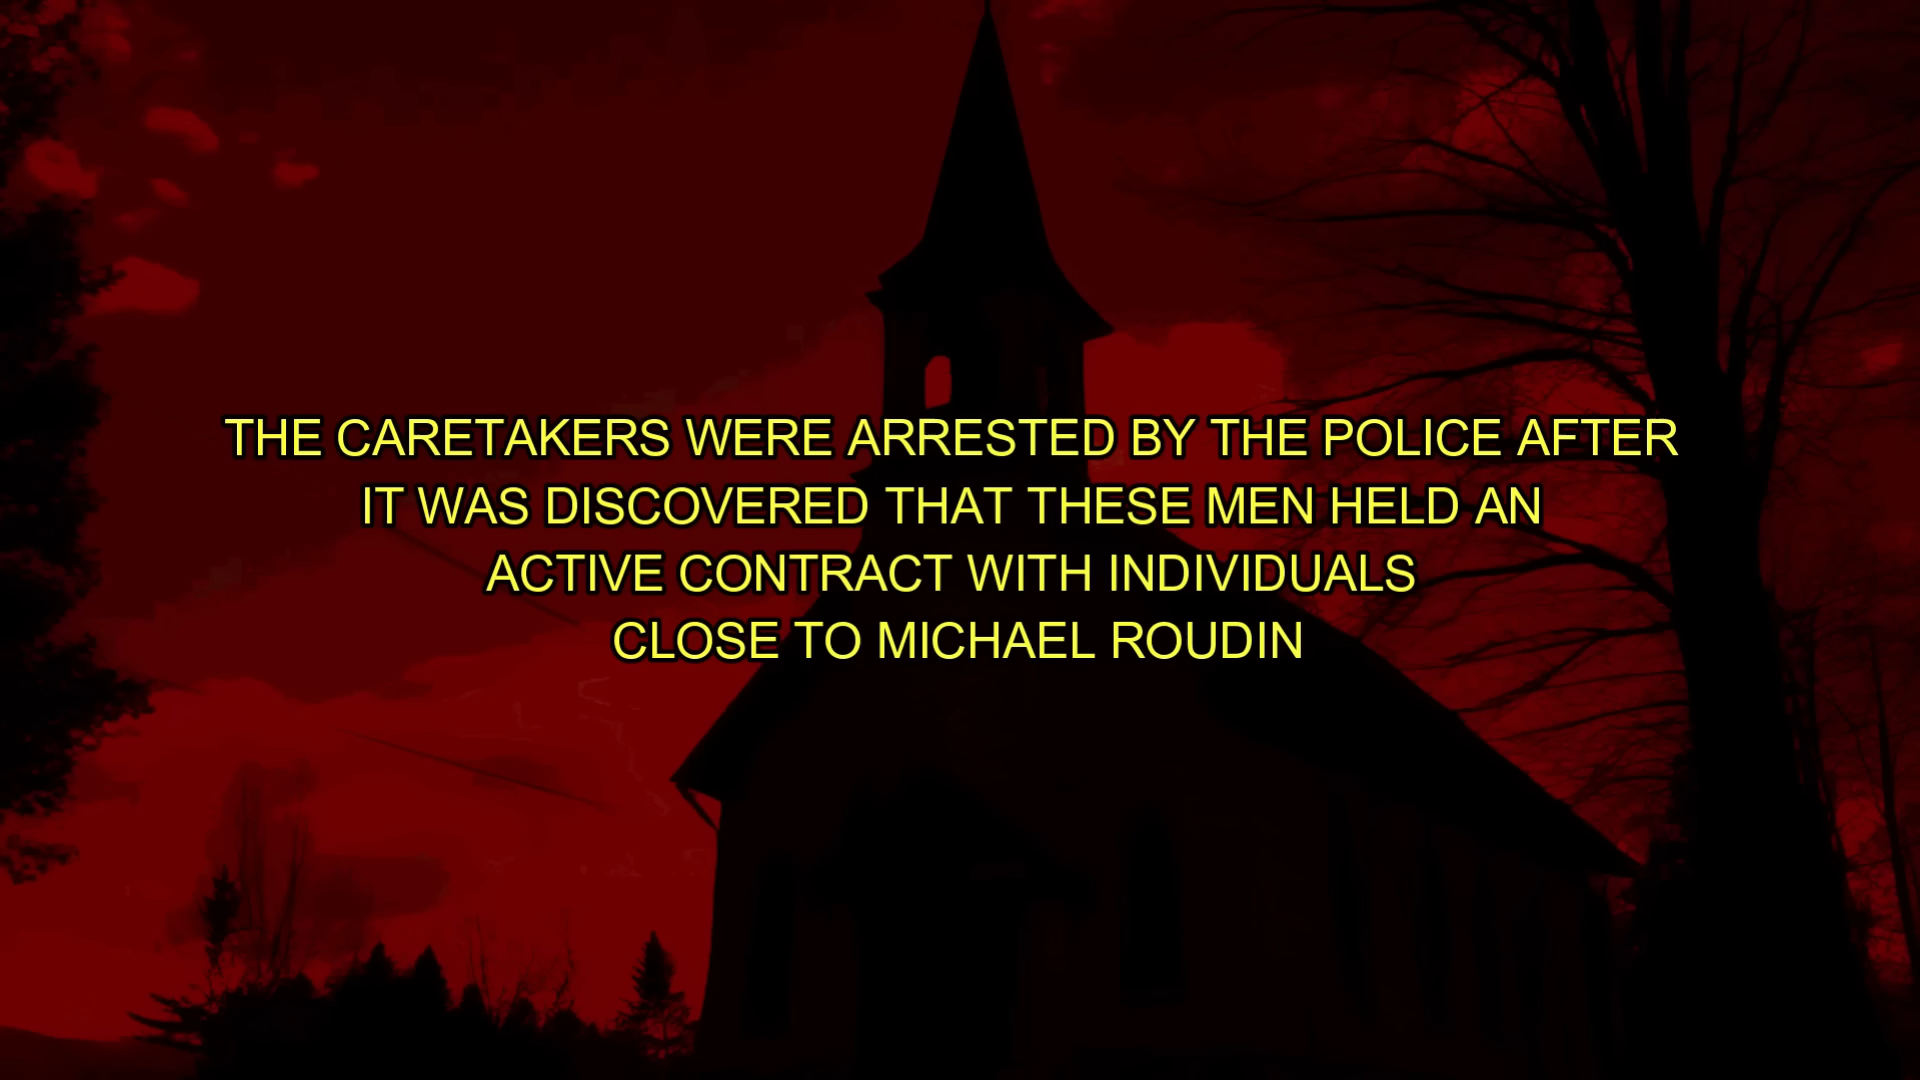 THE CARETAKERS WERE ARRESTED BY THE POLICE AFTER
IT WAS DISCOVERED THAT THESE MEN HELD AN
ACTIVE CONTRACT WITH INDIVIDUALS
CLOSE TO MICHAEL ROUDIN